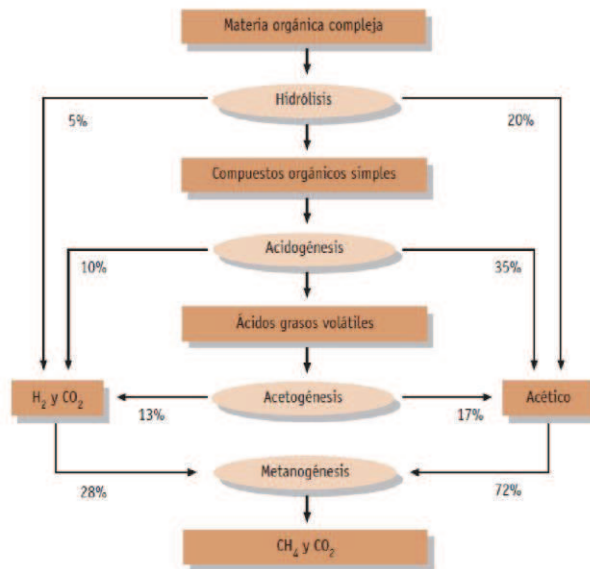 Materia orgánica compleja
Hidrólisis
5%
20%
Compuestos orgánicos simples
Acidogénesis
10%
35%
Ácidos grasos volátiles
H₂ y CO₂
Acetogénesis
Acético
13%
17%
Metanogénesis
28%
72%
CH₄ y CO₂